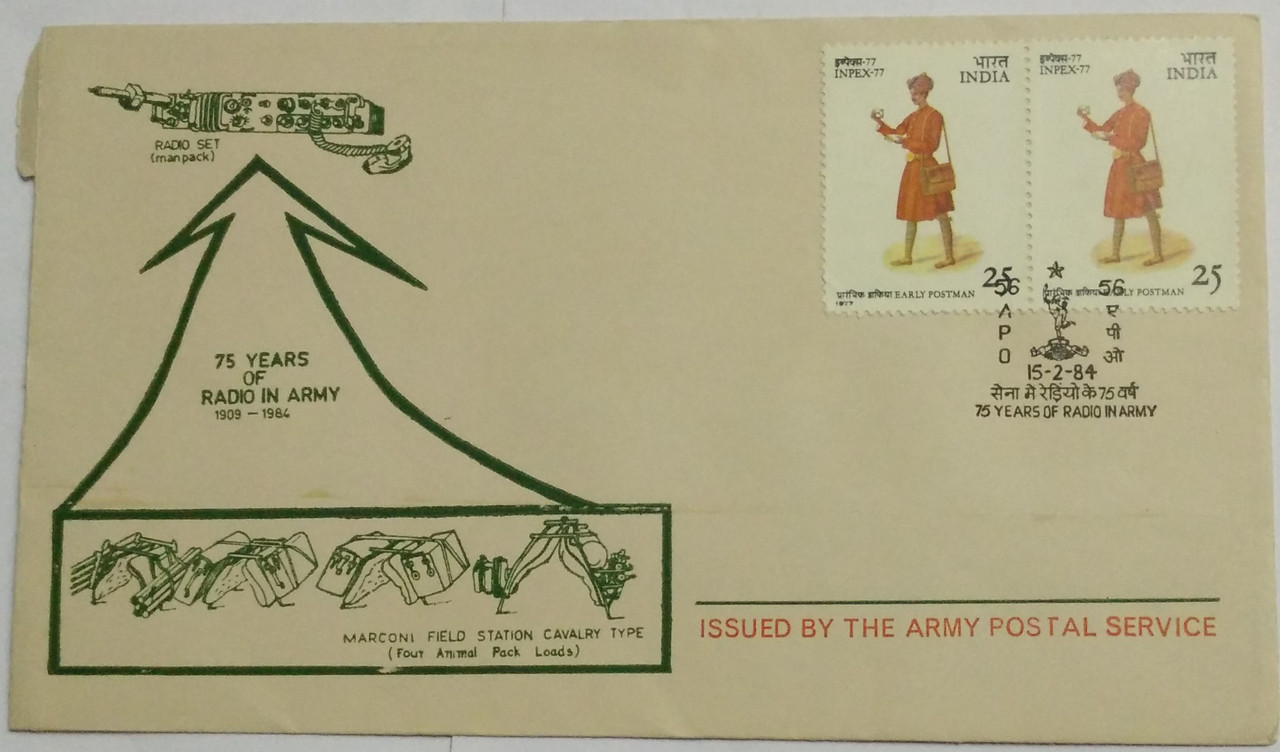 RADIO SET
(manpack)
75 YEARS
OF
RADIO IN ARMY
1909 – 1984
MARCONI FIELD STATION CAVALRY TYPE
(Four Animal Pack Loads)
इन्पेक्स-77
INPEX-77
भारत
INDIA
25
प्रारंभिक डाकिया EARLY POSTMAN
1977
इन्पेक्स-77
INPEX-77
भारत
INDIA
25
प्रारंभिक डाकिया EARLY POSTMAN
56 56
A ए
P पी
O ओ
15-2-84
सेना में रेडियो के 75 वर्ष
75 YEARS OF RADIO IN ARMY
ISSUED BY THE ARMY POSTAL SERVICE